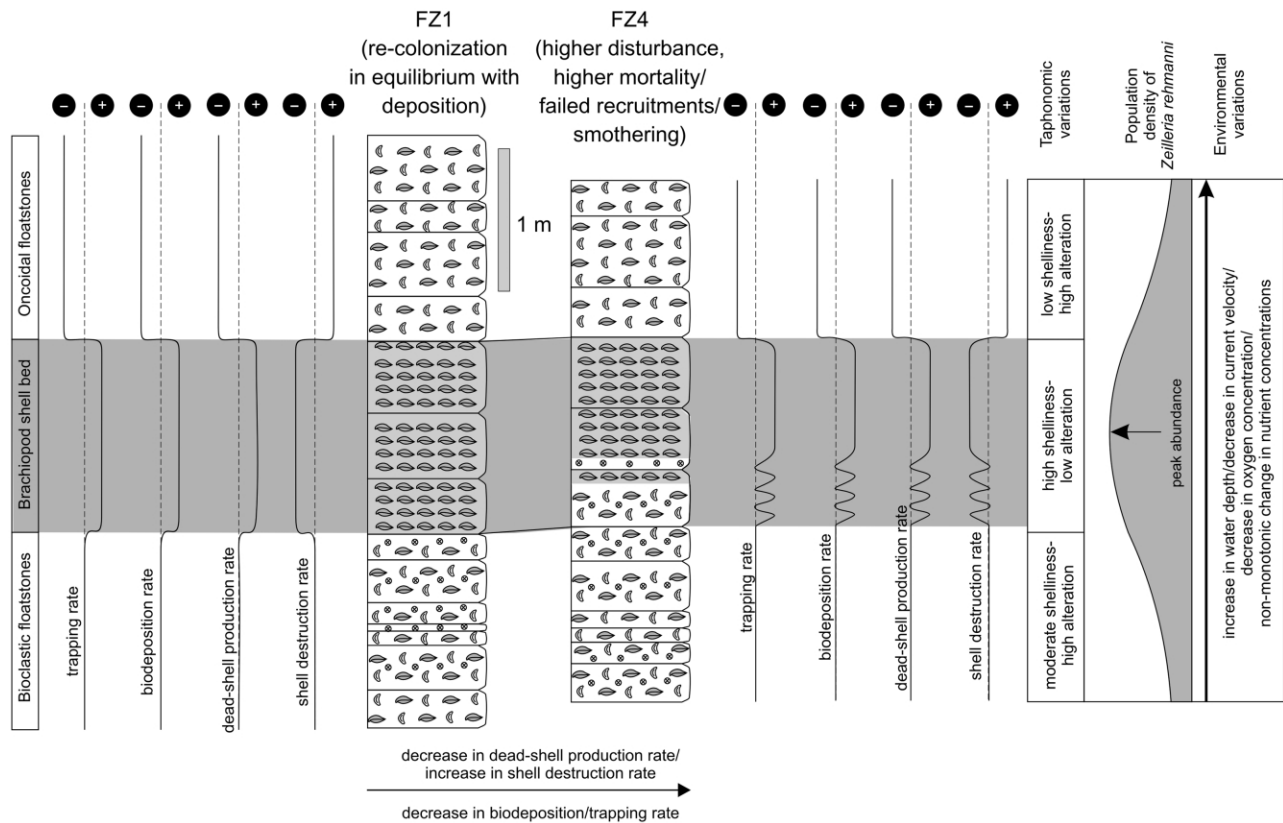 FZ1
(re-colonization
in equilibrium with
deposition)
FZ4
(higher disturbance,
higher mortality/
failed recruitments/
smothering)
− + − + − + − +
− + − + − + − +
Taphonomic
variations
Population
density of
Zeilleria rehmanni
Environmental
variations
Oncoidal floatstones
Brachiopod shell bed
Bioclastic floatstones
trapping rate
biodeposition rate
dead-shell production rate
shell destruction rate
1 m
trapping rate
biodeposition rate
dead-shell production rate
shell destruction rate
low shelliness-
high alteration
high shelliness-
low alteration
moderate shelliness-
high alteration
peak abundance
increase in water depth/decrease in current velocity/
decrease in oxygen concentration/
non-monotonic change in nutrient concentrations
decrease in dead-shell production rate/
increase in shell destruction rate
decrease in biodeposition/trapping rate